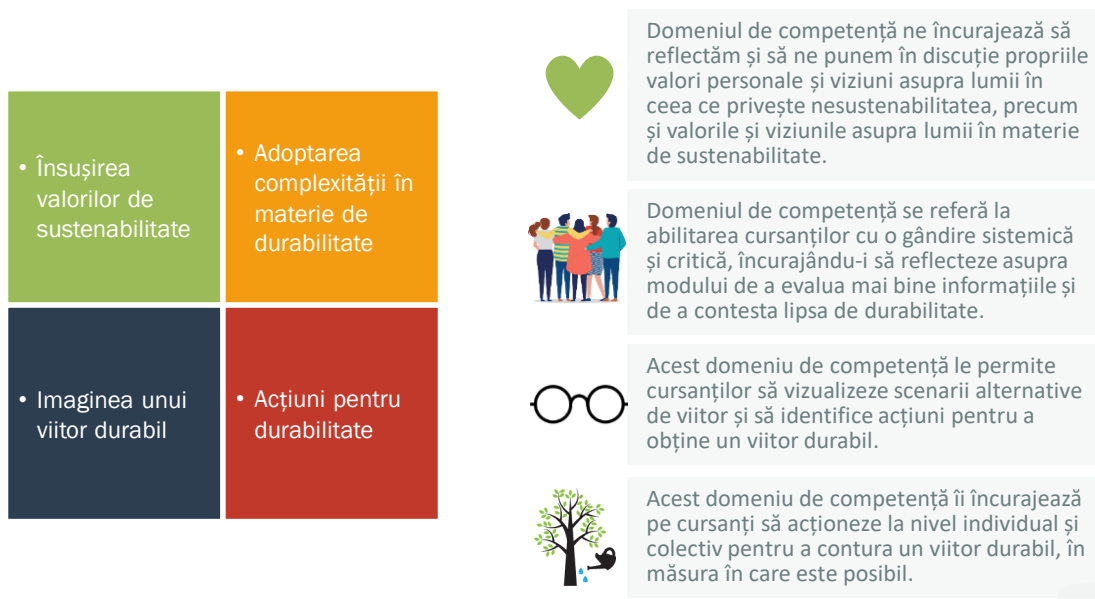 • Însușirea
valorilor de
sustenabilitate
• Adoptarea
complexității în
materie de
durabilitate
• Imaginea unui
viitor durabil
• Acțiuni pentru
durabilitate
Domeniul de competență ne încurajează să
reflectăm și să ne punem în discuție propriile
valori personale și viziuni asupra lumii în
ceea ce privește nesustenabilitatea, precum
și valorile și viziunile asupra lumii în materie
de sustenabilitate.
Domeniul de competență se referă la
abilitarea cursanților cu o gândire sistemică
și critică, încurajându-i să reflecteze asupra
modului de a evalua mai bine informațiile și
de a contesta lipsa de durabilitate.
Acest domeniu de competență le permite
cursanților să vizualizeze scenarii alternative
de viitor și să identifice acțiuni pentru a
obține un viitor durabil.
Acest domeniu de competență îi încurajează
pe cursanți să acționeze la nivel individual și
colectiv pentru a contura un viitor durabil, în
măsura în care este posibil.